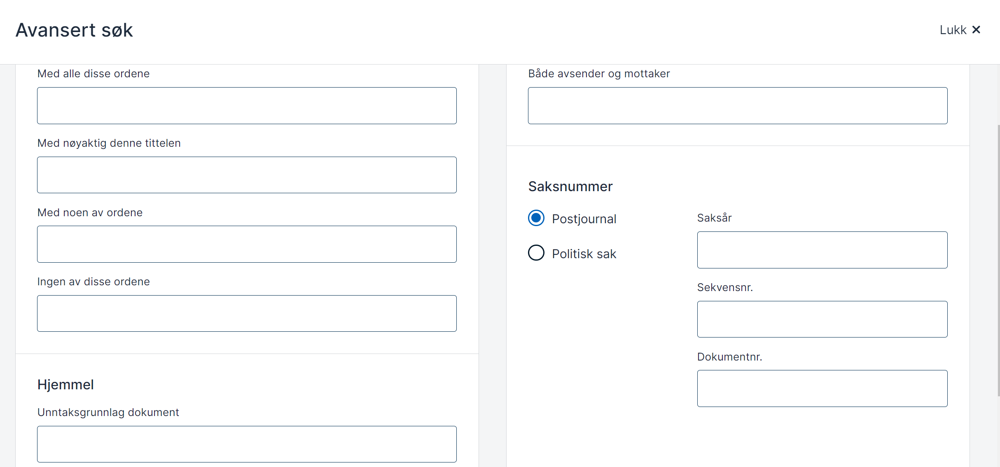 Avansert søk
Lukk
Med alle disse ordene
Med nøyaktig denne tittelen
Med noen av ordene
Ingen av disse ordene
Hjemmel
Unntaksgrunnlag dokument
Både avsender og mottaker
Saksnummer
Postjournal
Politisk sak
Saksår
Sekvensnr.
Dokumentnr.